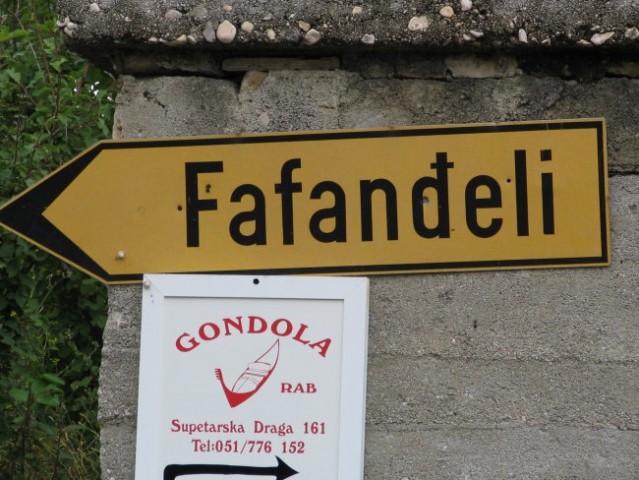 Fafanđeli
GONDOLA
RAB
Supetarska Draga 161
Tel:051/776 152